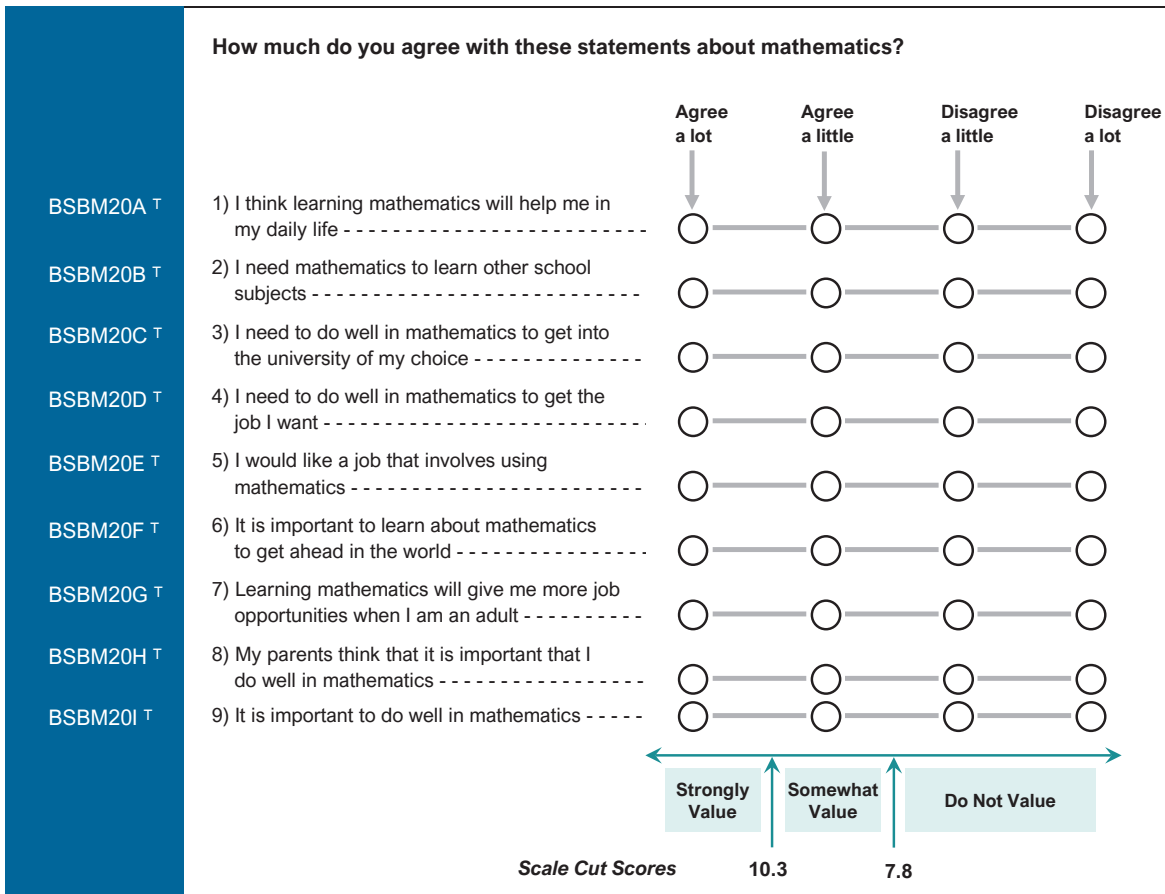 How much do you agree with these statements about mathematics?
Agree a lot
Agree a little
Disagree a little
Disagree a lot
BSBM20A ᵀ
1) I think learning mathematics will help me in
my daily life - - - - - - - - - - - - - - - - - - - - - - - - - -
BSBM20B ᵀ
2) I need mathematics to learn other school
subjects - - - - - - - - - - - - - - - - - - - - - - - - - - - -
BSBM20C ᵀ
3) I need to do well in mathematics to get into
the university of my choice - - - - - - - - - - - - - -
BSBM20D ᵀ
4) I need to do well in mathematics to get the
job I want - - - - - - - - - - - - - - - - - - - - - - - - - - -
BSBM20E ᵀ
5) I would like a job that involves using
mathematics - - - - - - - - - - - - - - - - - - - - - - - -
BSBM20F ᵀ
6) It is important to learn about mathematics
to get ahead in the world - - - - - - - - - - - - - - - -
BSBM20G ᵀ
7) Learning mathematics will give me more job
opportunities when I am an adult - - - - - - - - - -
BSBM20H ᵀ
8) My parents think that it is important that I
do well in mathematics - - - - - - - - - - - - - - - - -
BSBM20I ᵀ
9) It is important to do well in mathematics - - - - -
Strongly Value
Somewhat Value
Do Not Value
Scale Cut Scores 10.3 7.8